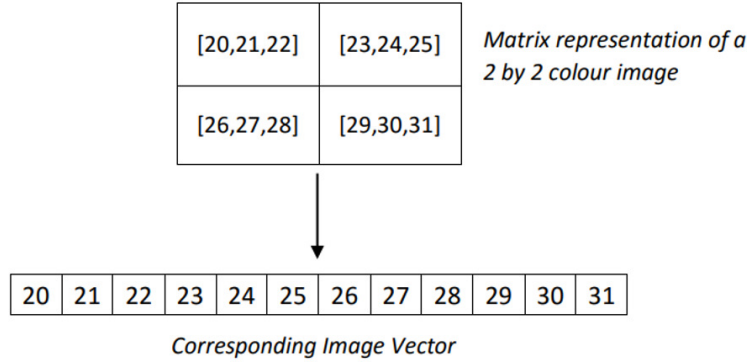 [20,21,22] [23,24,25]
Matrix representation of a
2 by 2 colour image
[26,27,28] [29,30,31]
20 21 22 23 24 25 26 27 28 29 30 31
Corresponding Image Vector